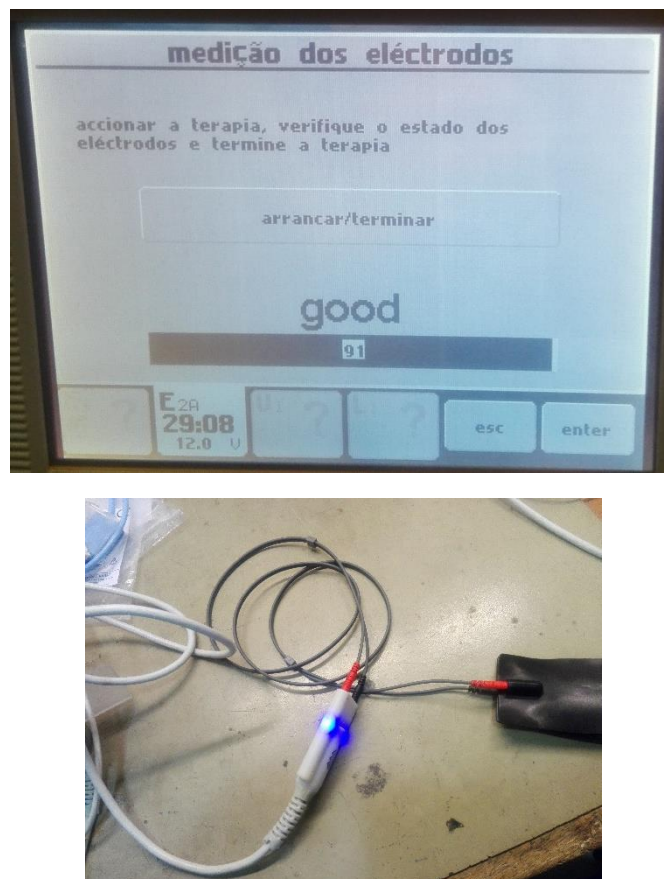 medição dos eléctrodos
accionar a terapia, verifique o estado dos
eléctrodos e termine a terapia
arrancar/terminar
good
91
E 2A
29:08
12.0 V
esc
enter